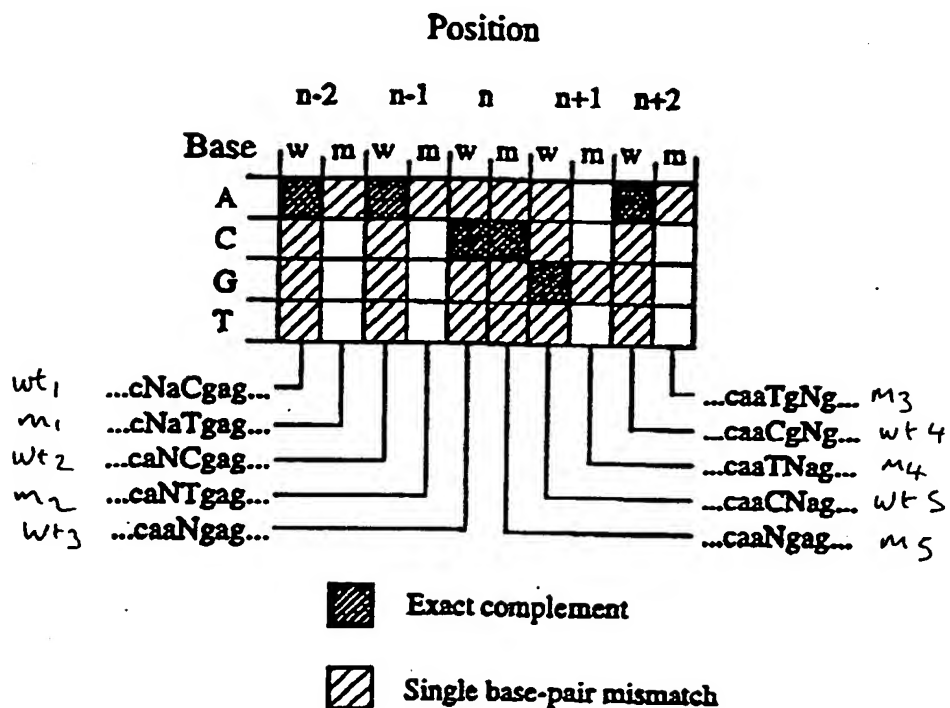 Position
n-2 n-1 n n+1 n+2
Base w m w m w m w m w m
A
C
G
T
wt1 ...cNaCgag...
m1 ...cNaTgag...
wt2 ...caNCgag...
m2 ...caNTgag...
wt3 ...caaNgag...
...caaTgNg... m3
...caaCgNg... wt4
...caaTNag... m4
...caaCNag... wt5
...caaNgag... m5
Exact complement
Single base-pair mismatch